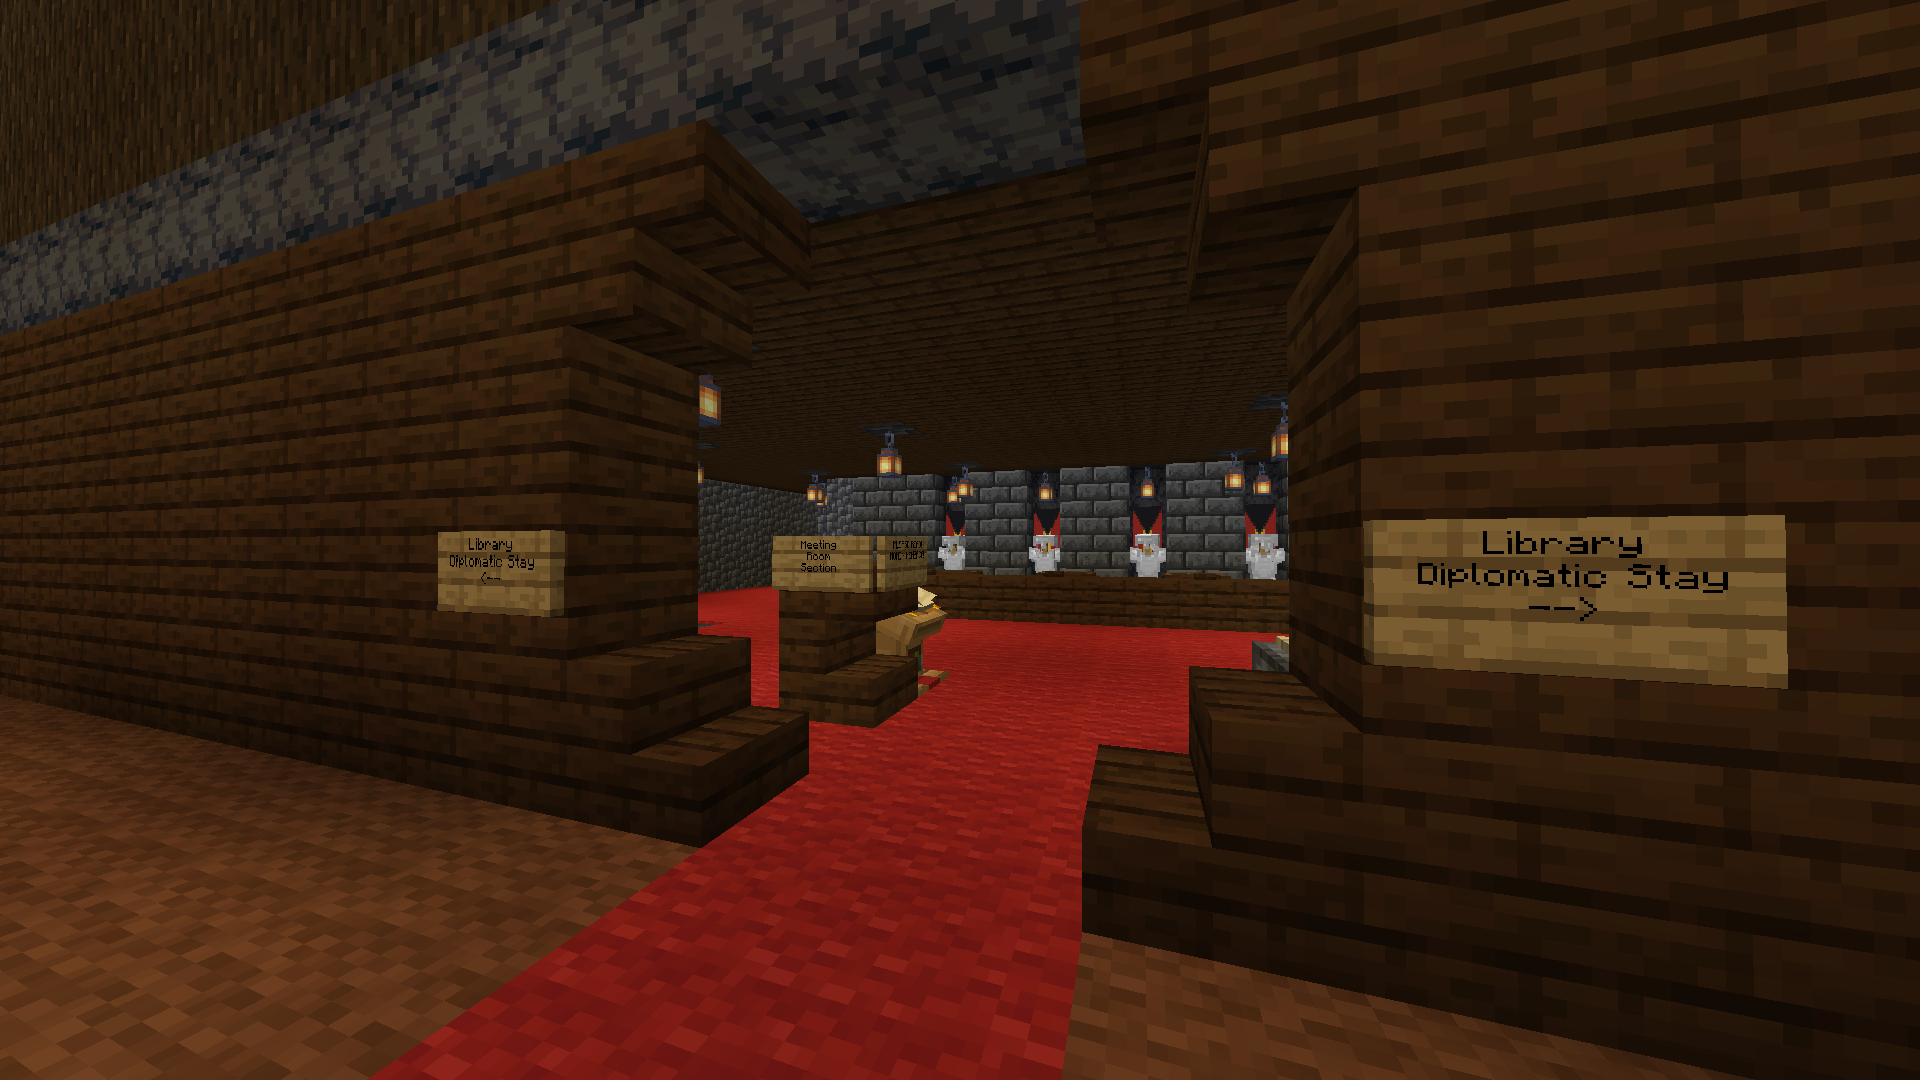 Library
Diplomatic Stay
<--
Meeting
Room
Section
Library
Diplomatic Stay
-->